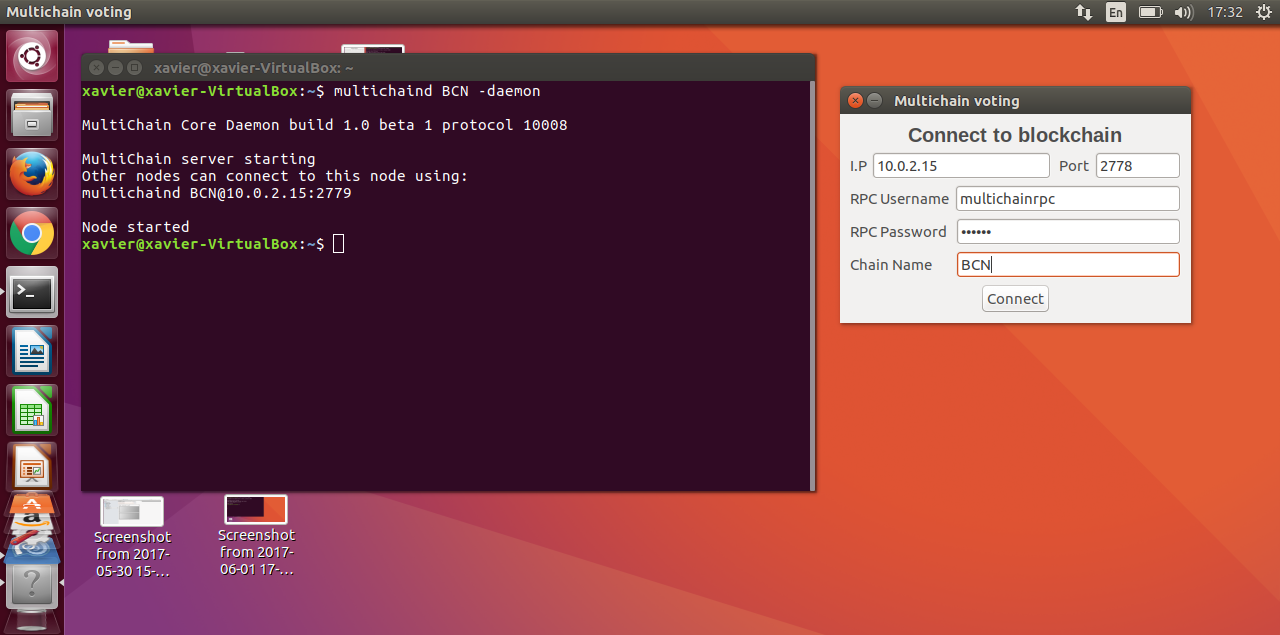 Multichain voting
En
17:32
xavier@xavier-VirtualBox: ~
xavier@xavier-VirtualBox:~$ multichaind BCN -daemon
MultiChain Core Daemon build 1.0 beta 1 protocol 10008
MultiChain server starting
Other nodes can connect to this node using:
multichaind BCN@10.0.2.15:2779
Node started
xavier@xavier-VirtualBox:~$
Multichain voting
Connect to blockchain
I.P 10.0.2.15 Port 2778
RPC Username multichainrpc
RPC Password ••••••
Chain Name BCN
Connect
Screenshot
from 2017-
05-30 15-...
Screenshot
from 2017-
06-01 17-...